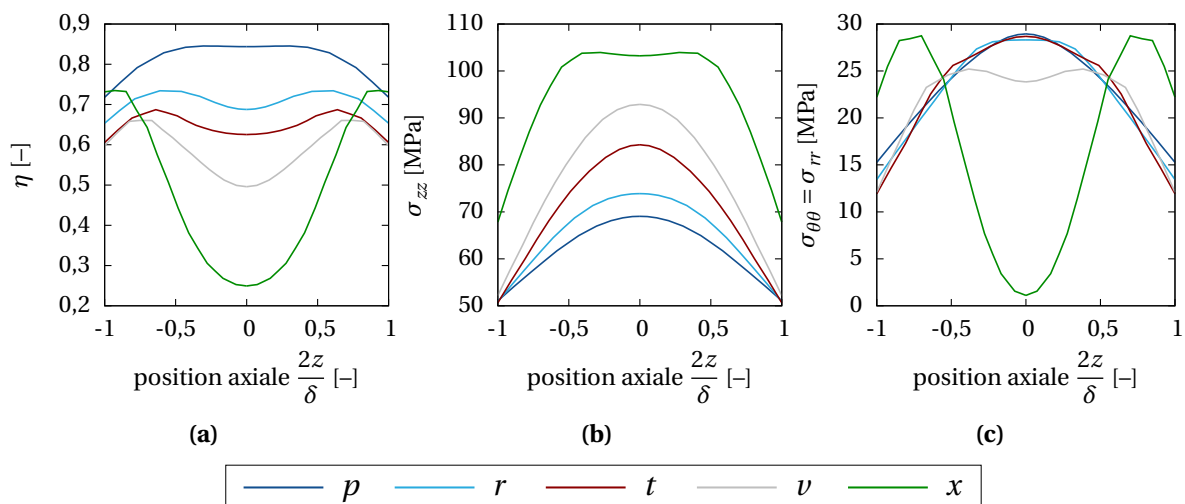 η [–]
0,9
0,8
0,7
0,6
0,5
0,4
0,3
0,2
-1 -0,5 0 0,5 1
position axiale 2z/δ [–]
(a)
σzz [MPa]
110
100
90
80
70
60
50
-1 -0,5 0 0,5 1
position axiale 2z/δ [–]
(b)
σθθ = σrr [MPa]
30
25
20
15
10
5
0
-1 -0,5 0 0,5 1
position axiale 2z/δ [–]
(c)
p r t v x